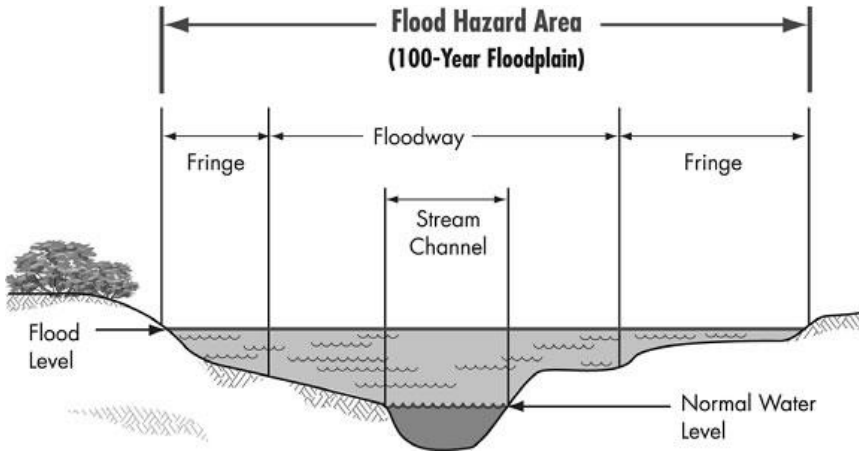 Flood Hazard Area
(100-Year Floodplain)
Floodway
Fringe
Fringe
Stream
Channel
Flood
Level
Normal Water
Level